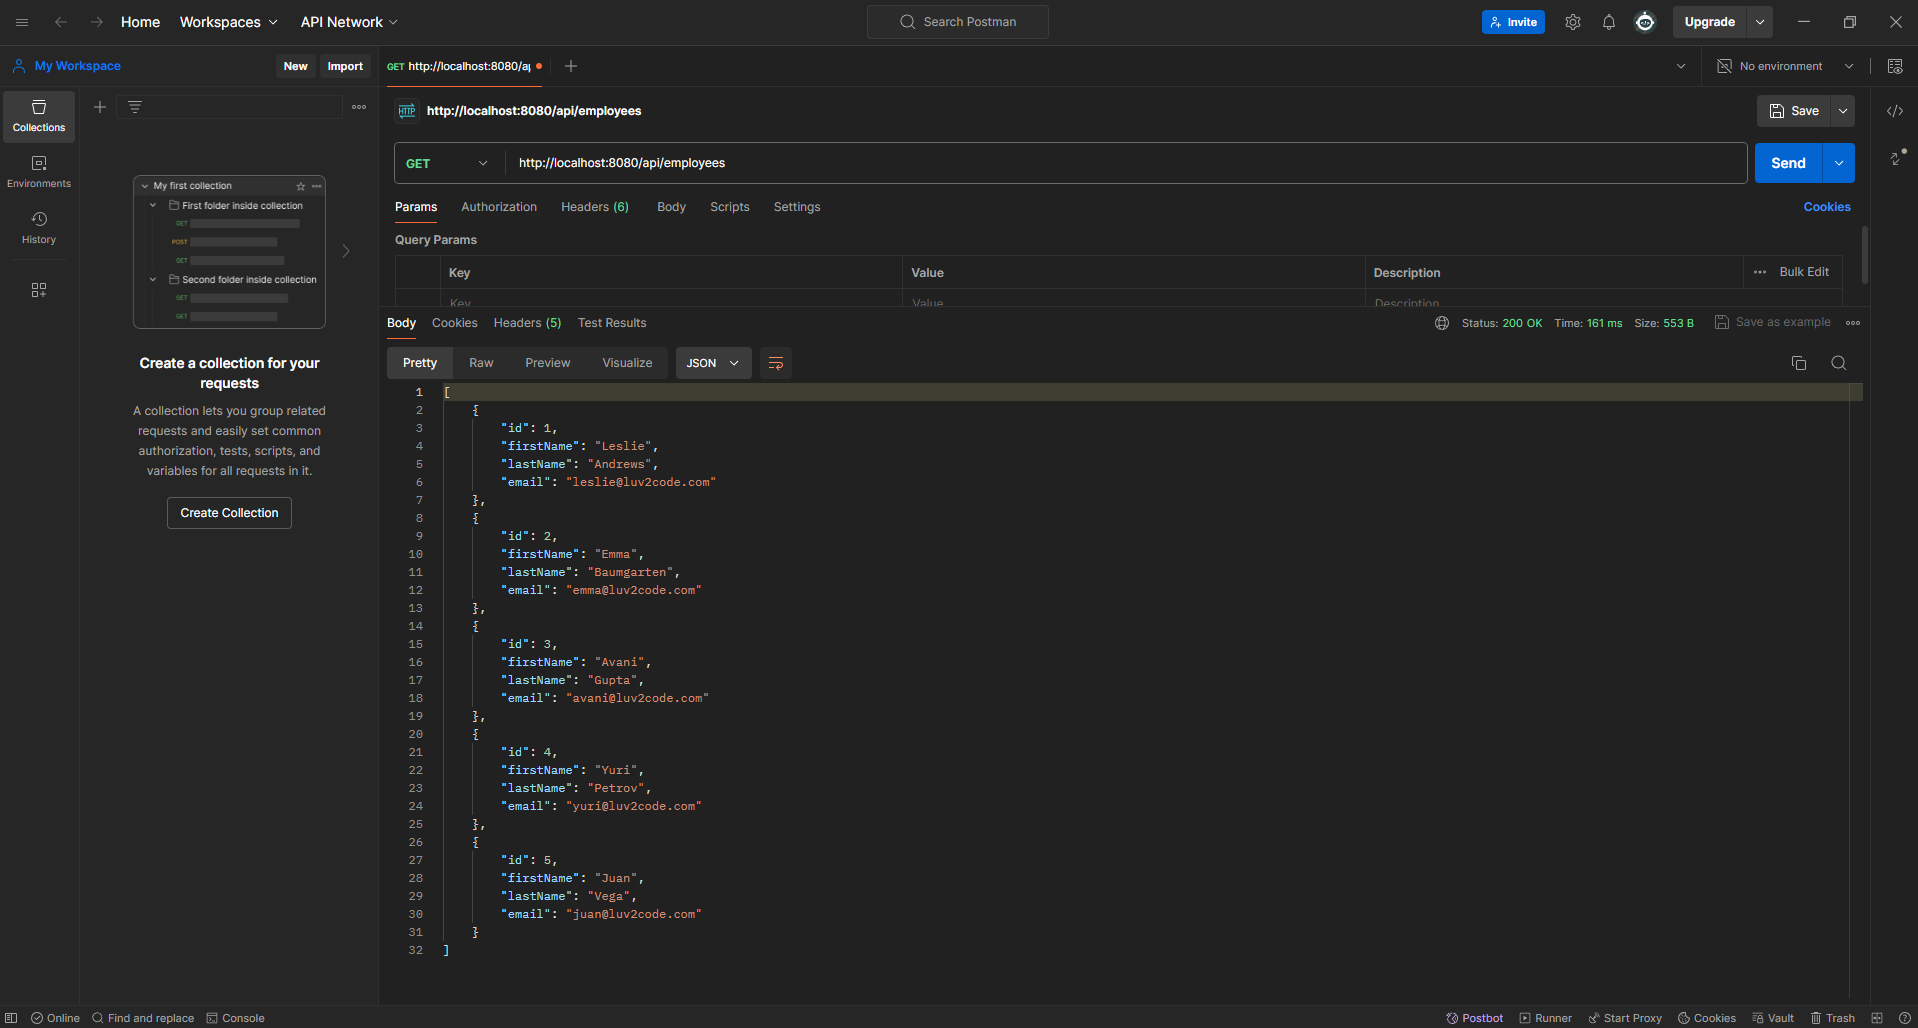 Home Workspaces API Network Search Postman Invite Upgrade
My Workspace New Import GET http://localhost:8080/ap No environment
Collections
Environments
History
My first collection
First folder inside collection
GET
POST
GET
Second folder inside collection
GET
GET
Create a collection for your
requests
A collection lets you group related
requests and easily set common
authorization, tests, scripts, and
variables for all requests in it.
Create Collection
HTTP http://localhost:8080/api/employees Save
GET http://localhost:8080/api/employees Send
Params Authorization Headers (6) Body Scripts Settings Cookies
Query Params
Key Value Description Bulk Edit
Key Value Description
Body Cookies Headers (5) Test Results Status: 200 OK Time: 161 ms Size: 553 B Save as example
Pretty Raw Preview Visualize JSON
1 [
2 {
3 "id": 1,
4 "firstName": "Leslie",
5 "lastName": "Andrews",
6 "email": "leslie@luv2code.com"
7 },
8 {
9 "id": 2,
10 "firstName": "Emma",
11 "lastName": "Baumgarten",
12 "email": "emma@luv2code.com"
13 },
14 {
15 "id": 3,
16 "firstName": "Avani",
17 "lastName": "Gupta",
18 "email": "avani@luv2code.com"
19 },
20 {
21 "id": 4,
22 "firstName": "Yuri",
23 "lastName": "Petrov",
24 "email": "yuri@luv2code.com"
25 },
26 {
27 "id": 5,
28 "firstName": "Juan",
29 "lastName": "Vega",
30 "email": "juan@luv2code.com"
31 }
32 ]
Online Find and replace Console Postbot Runner Start Proxy Cookies Vault Trash